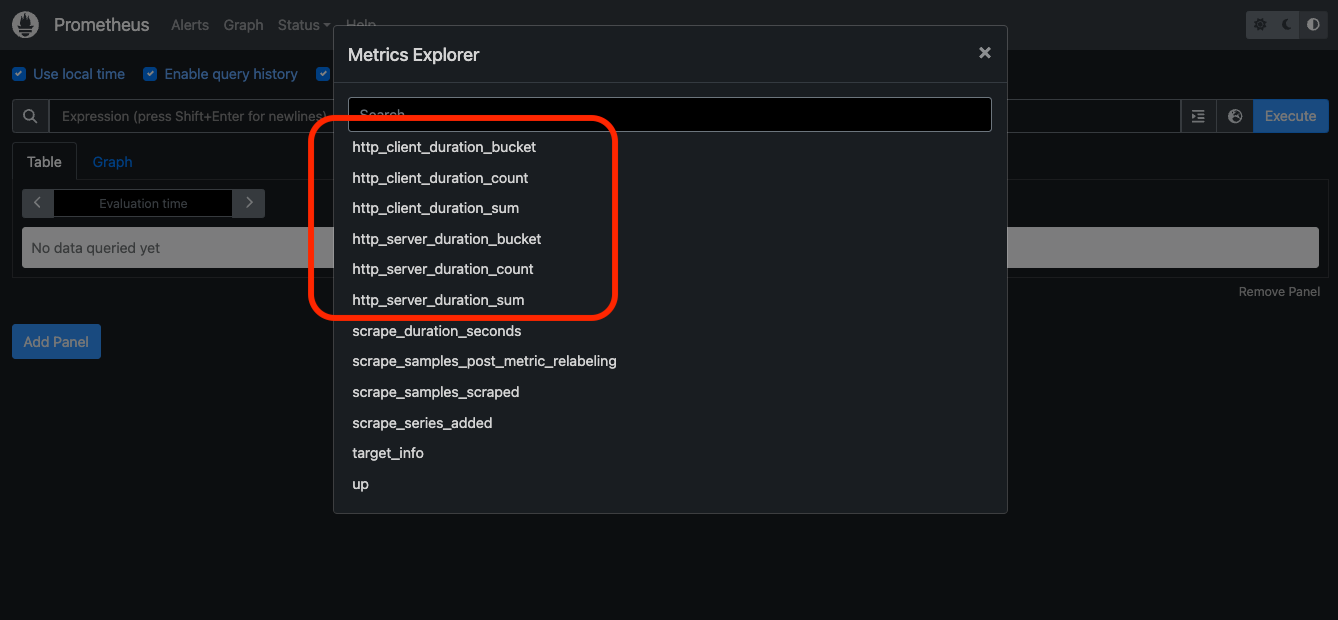 Prometheus Alerts Graph Status Help
Metrics Explorer
Use local time Enable query history
Search
Expression (press Shift+Enter for newlines) Execute
http_client_duration_bucket
Table Graph
http_client_duration_count
Evaluation time
http_client_duration_sum
No data queried yet
http_server_duration_bucket
http_server_duration_count
Remove Panel
http_server_duration_sum
scrape_duration_seconds
Add Panel
scrape_samples_post_metric_relabeling
scrape_samples_scraped
scrape_series_added
target_info
up